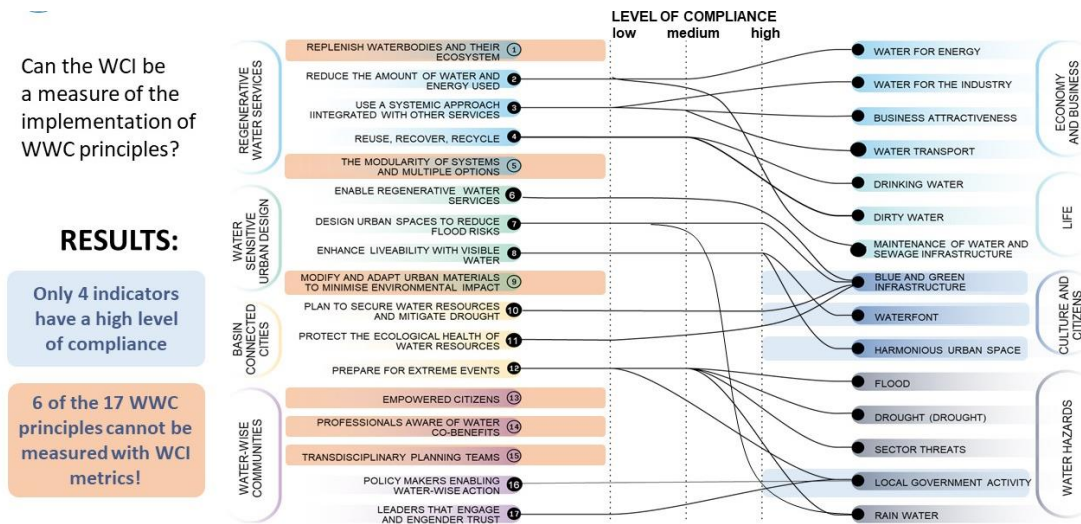 Can the WCI be
a measure of the
implementation of
WWC principles?
RESULTS:
Only 4 indicators
have a high level
of compliance
6 of the 17 WWC
principles cannot be
measured with WCI
metrics!
LEVEL OF COMPLIANCE
low medium high
REGENERATIVE
WATER SERVICES
REPLENISH WATERBODIES AND THEIR
ECOSYSTEM
1
REDUCE THE AMOUNT OF WATER AND
ENERGY USED
2
USE A SYSTEMIC APPROACH
IINTEGRATED WITH OTHER SERVICES
3
REUSE, RECOVER, RECYCLE
4
THE MODULARITY OF SYSTEMS
AND MULTIPLE OPTIONS
5
WATER
SENSITIVE
URBAN DESIGN
ENABLE REGENERATIVE WATER
SERVICES
6
DESIGN URBAN SPACES TO REDUCE
FLOOD RISKS
7
ENHANCE LIVEABILITY WITH VISIBLE
WATER
8
MODIFY AND ADAPT URBAN MATERIALS
TO MINIMISE ENVIRONMENTAL IMPACT
9
BASIN
CONNECTED
CITIES
PLAN TO SECURE WATER RESOURCES
AND MITIGATE DROUGHT
10
PROTECT THE ECOLOGICAL HEALTH OF
WATER RESOURCES
11
PREPARE FOR EXTREME EVENTS
12
WATER-WISE
COMMUNITIES
EMPOWERED CITIZENS
13
PROFESSIONALS AWARE OF WATER
CO-BENEFITS
14
TRANSDISCIPLINARY PLANNING TEAMS
15
POLICY MAKERS ENABLING
WATER-WISE ACTION
16
LEADERS THAT ENGAGE
AND ENGENDER TRUST
17
WATER FOR ENERGY
WATER FOR THE INDUSTRY
BUSINESS ATTRACTIVENESS
WATER TRANSPORT
ECONOMY
AND BUSINESS
DRINKING WATER
DIRTY WATER
MAINTENANCE OF WATER AND
SEWAGE INFRASTRUCTURE
LIFE
BLUE AND GREEN
INFRASTRUCTURE
WATERFONT
HARMONIOUS URBAN SPACE
CULTURE AND
CITIZENS
FLOOD
DROUGHT (DROUGHT)
SECTOR THREATS
LOCAL GOVERNMENT ACTIVITY
RAIN WATER
WATER HAZARDS